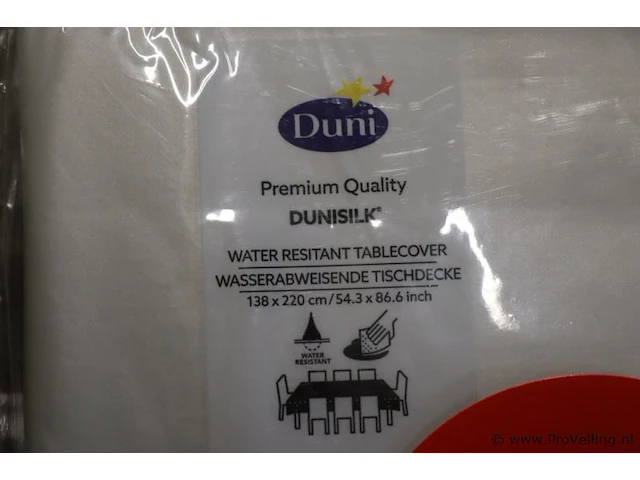 Duni
Premium Quality
DUNISILK®
WATER RESITANT TABLECOVER
WASSERABWEISENDE TISCHDECKE
138 x 220 cm/54.3 x 86.6 inch
WATER
RESISTANT
© www.ProVeiling.nl